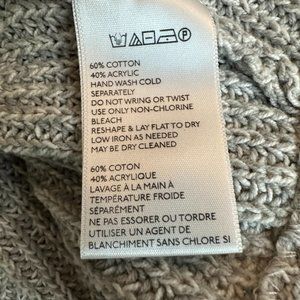 60% COTTON
40% ACRYLIC
HAND WASH COLD
SEPARATELY
DO NOT WRING OR TWIST
USE ONLY NON-CHLORINE
BLEACH
RESHAPE & LAY FLAT TO DRY
LOW IRON AS NEEDED
MAY BE DRY CLEANED
60% COTON
40% ACRYLIQUE
LAVAGE À LA MAIN À
TEMPÉRATURE FROIDE
SÉPARÉMENT
NE PAS ESSORER OU TORDRE
UTILISER UN AGENT DE
BLANCHIMENT SANS CHLORE SI